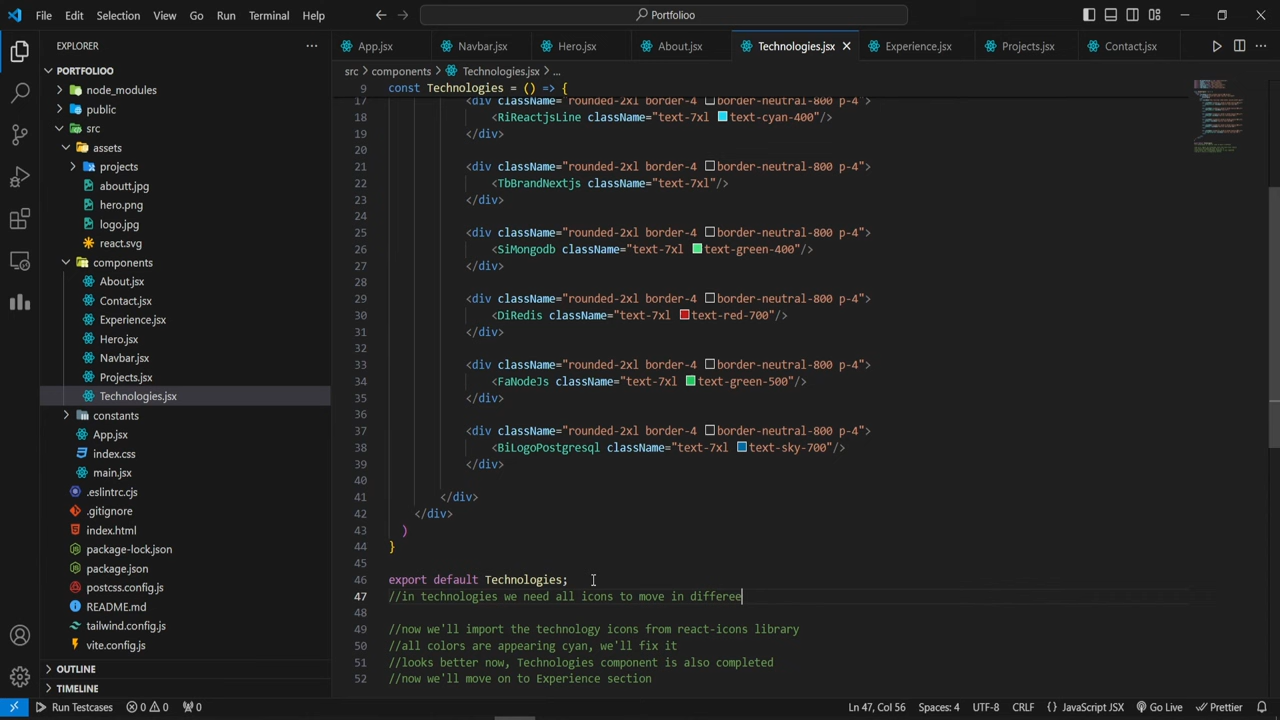 File Edit Selection View Go Run Terminal Help
Portfolioo
EXPLORER
App.jsx Navbar.jsx Hero.jsx About.jsx Technologies.jsx Experience.jsx Projects.jsx Contact.jsx
PORTFOLIOO
node_modules
public
src
assets
projects
aboutt.jpg
hero.png
logo.jpg
react.svg
components
About.jsx
Contact.jsx
Experience.jsx
Hero.jsx
Navbar.jsx
Projects.jsx
Technologies.jsx
constants
App.jsx
index.css
main.jsx
.eslintrc.cjs
.gitignore
index.html
package-lock.json
package.json
postcss.config.js
README.md
tailwind.config.js
vite.config.js
OUTLINE
TIMELINE
src > components > Technologies.jsx > ...
9 const Technologies = () => {
17 <div className="rounded-2xl border-4 border-neutral-800 p-4">
18 <RiReactjsLine className="text-7xl text-cyan-400"/>
19 </div>
20
21 <div className="rounded-2xl border-4 border-neutral-800 p-4">
22 <TbBrandNextjs className="text-7xl"/>
23 </div>
24
25 <div className="rounded-2xl border-4 border-neutral-800 p-4">
26 <SiMongodb className="text-7xl text-green-400"/>
27 </div>
28
29 <div className="rounded-2xl border-4 border-neutral-800 p-4">
30 <DiRedis className="text-7xl text-red-700"/>
31 </div>
32
33 <div className="rounded-2xl border-4 border-neutral-800 p-4">
34 <FaNodeJs className="text-7xl text-green-500"/>
35 </div>
36
37 <div className="rounded-2xl border-4 border-neutral-800 p-4">
38 <BiLogoPostgresql className="text-7xl text-sky-700"/>
39 </div>
40
41 </div>
42 </div>
43 )
44 }
45
46 export default Technologies;
47 //in technologies we need all icons to move in differee
48
49 //now we'll import the technology icons from react-icons library
50 //all colors are appearing cyan, we'll fix it
51 //looks better now, Technologies component is also completed
52 //now we'll move on to Experience section
Run Testcases 0 0 0 Ln 47, Col 56 Spaces: 4 UTF-8 CRLF JavaScript JSX Go Live Prettier